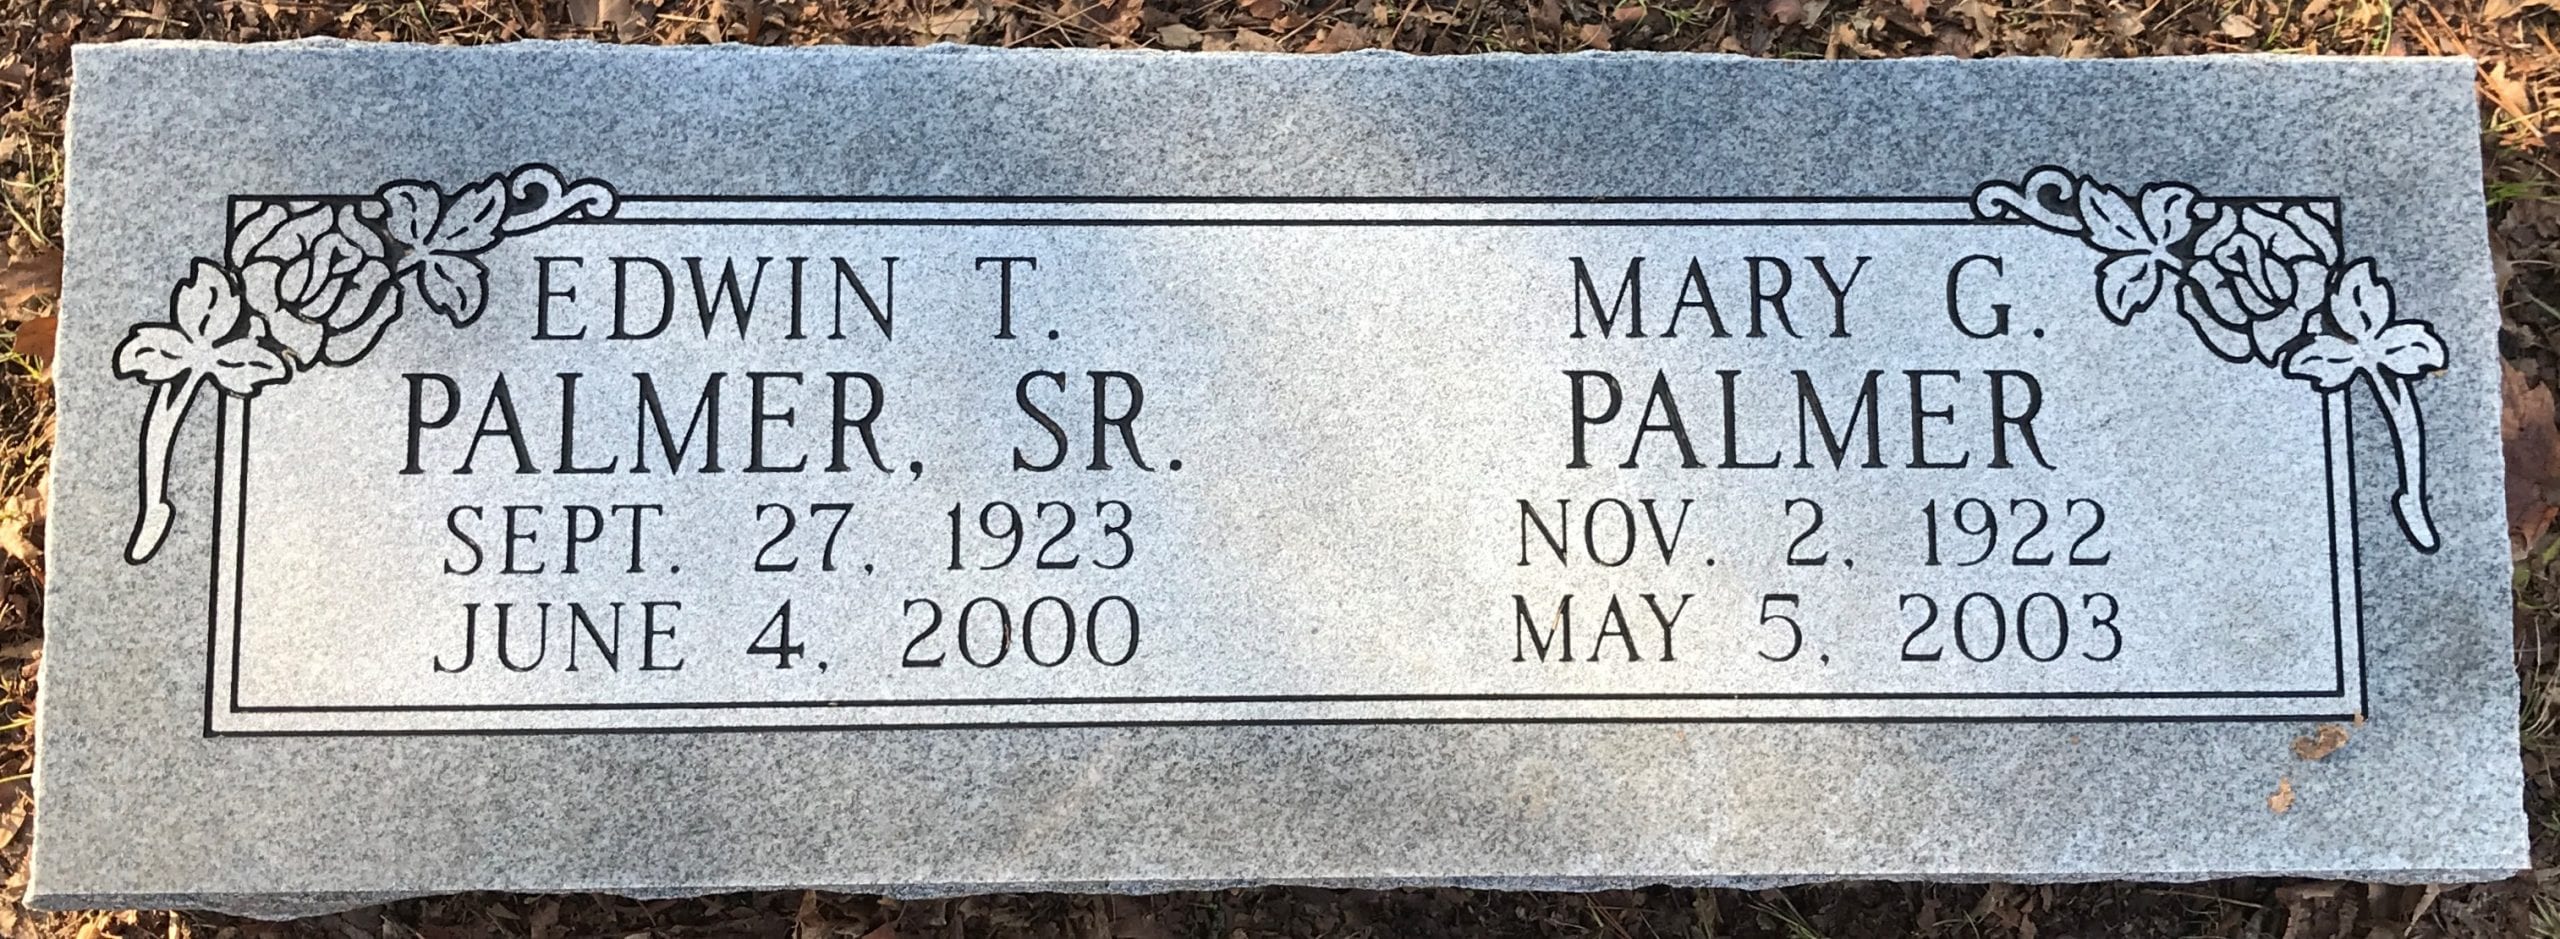 EDWIN T.
PALMER, SR.
SEPT. 27, 1923
JUNE 4, 2000
MARY G.
PALMER
NOV. 2, 1922
MAY 5, 2003